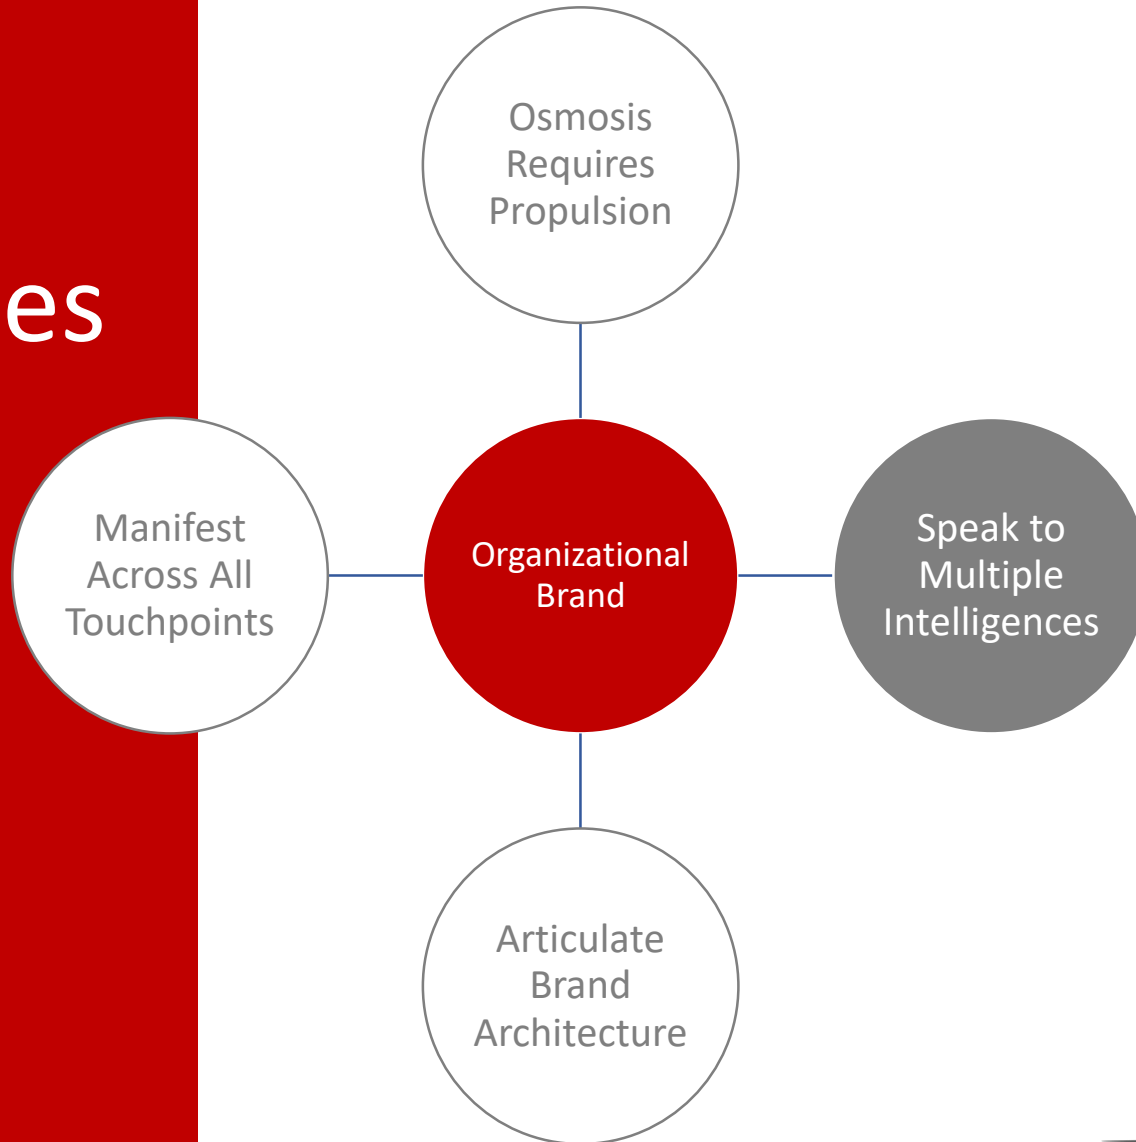 Osmosis
Requires
Propulsion
es
Manifest
Across All
Touchpoints
Organizational
Brand
Speak to
Multiple
Intelligences
Articulate
Brand
Architecture